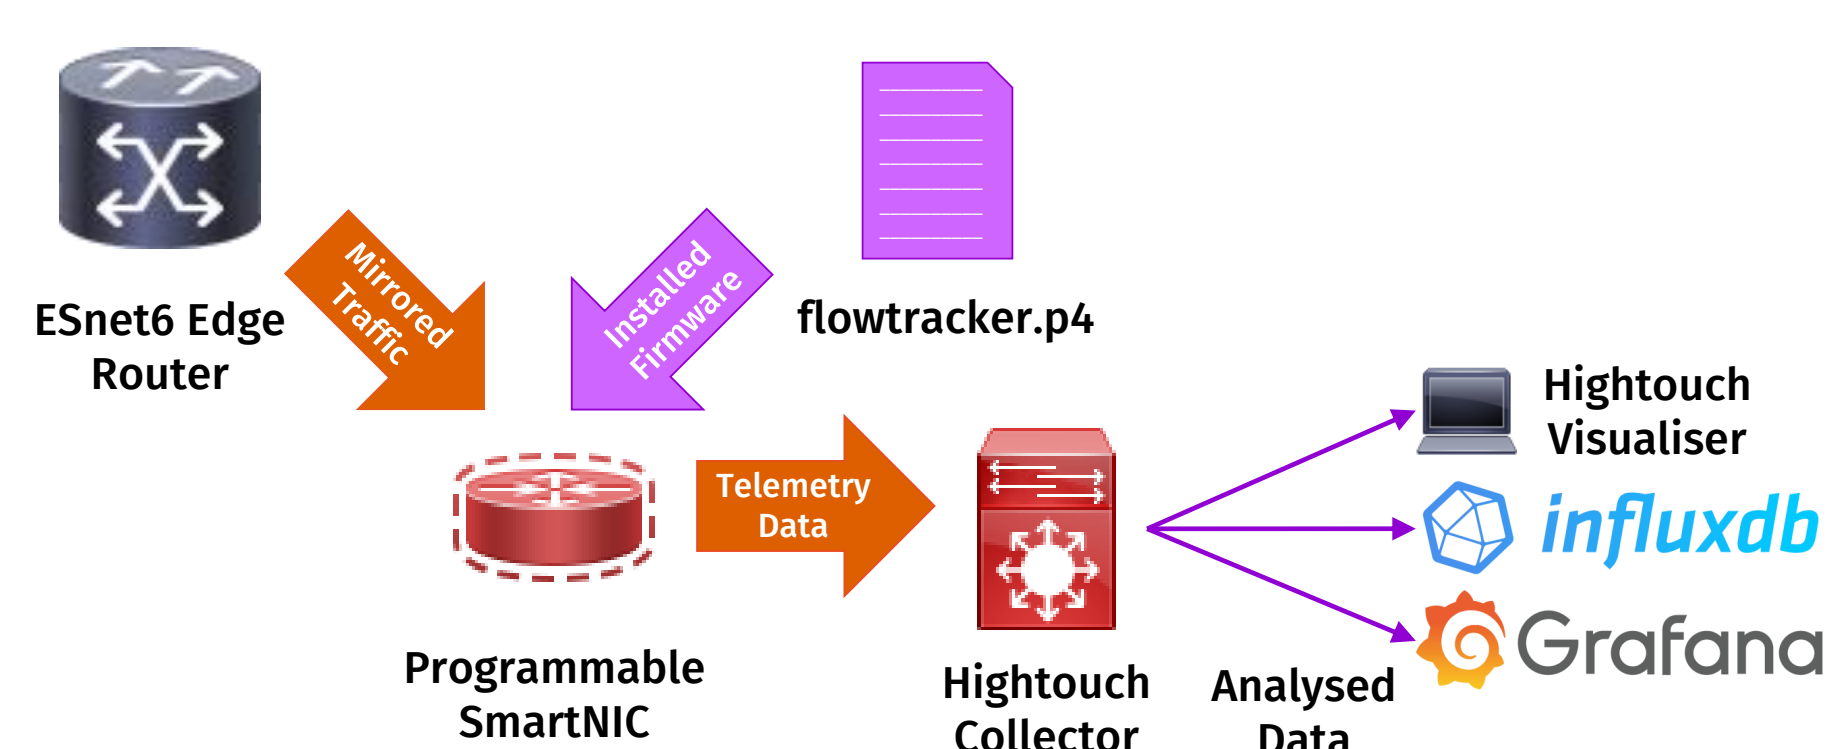 ESnet6 Edge
Router
Mirrored
Traffic
Installed
Firmware
flowtracker.p4
Programmable
SmartNIC
Telemetry
Data
Hightouch
Collector
Analysed
Data
Hightouch
Visualiser
influxdb
Grafana